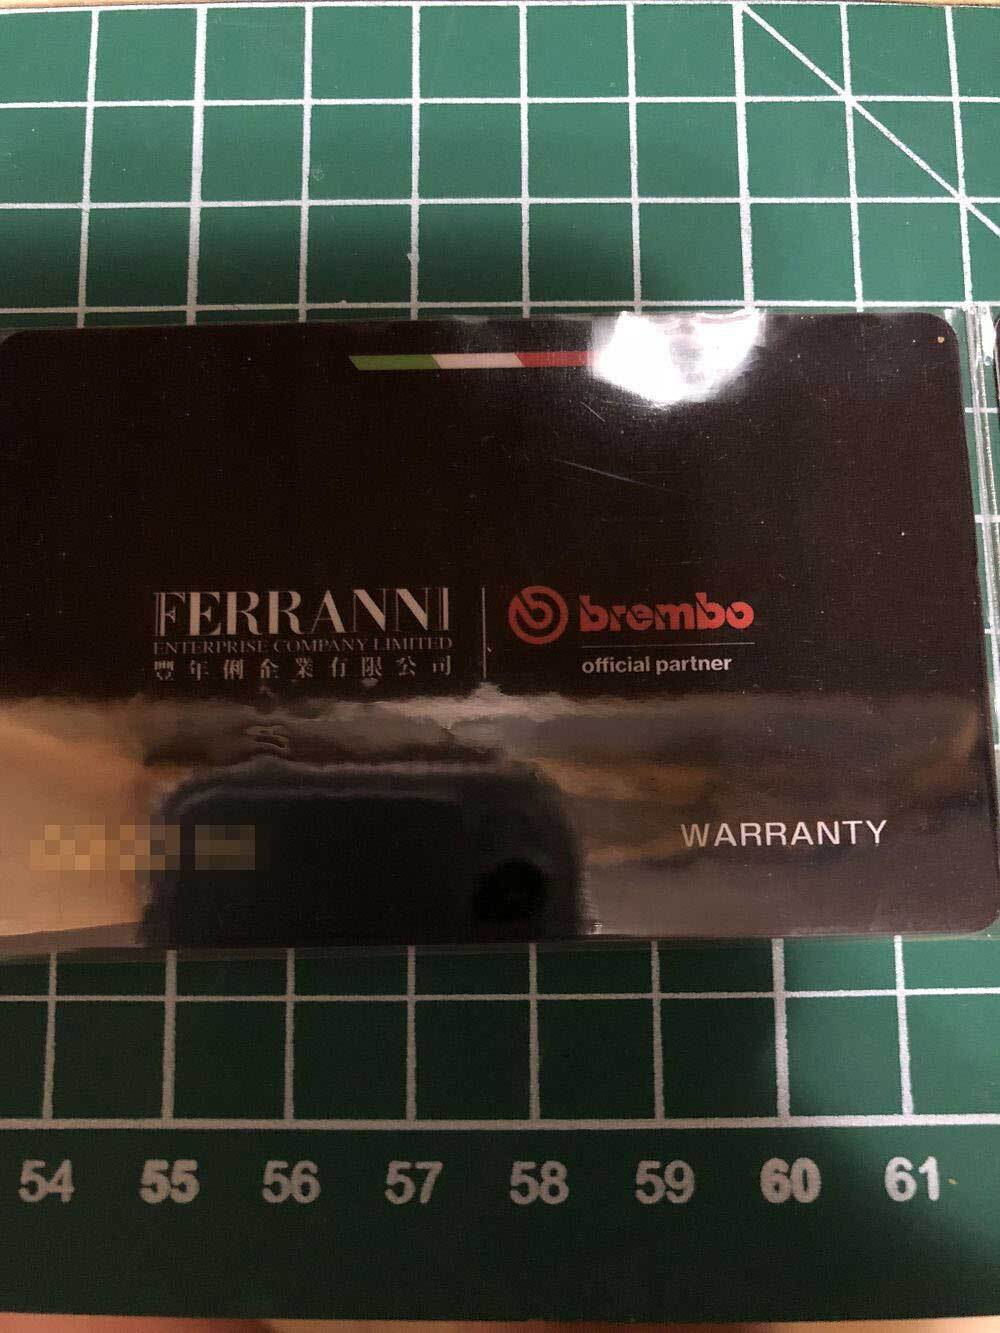 FERRANNI
ENTERPRISE COMPANY LIMITED
豐年俐企業有限公司
brembo
official partner
WARRANTY
54 55 56 57 58 59 60 61